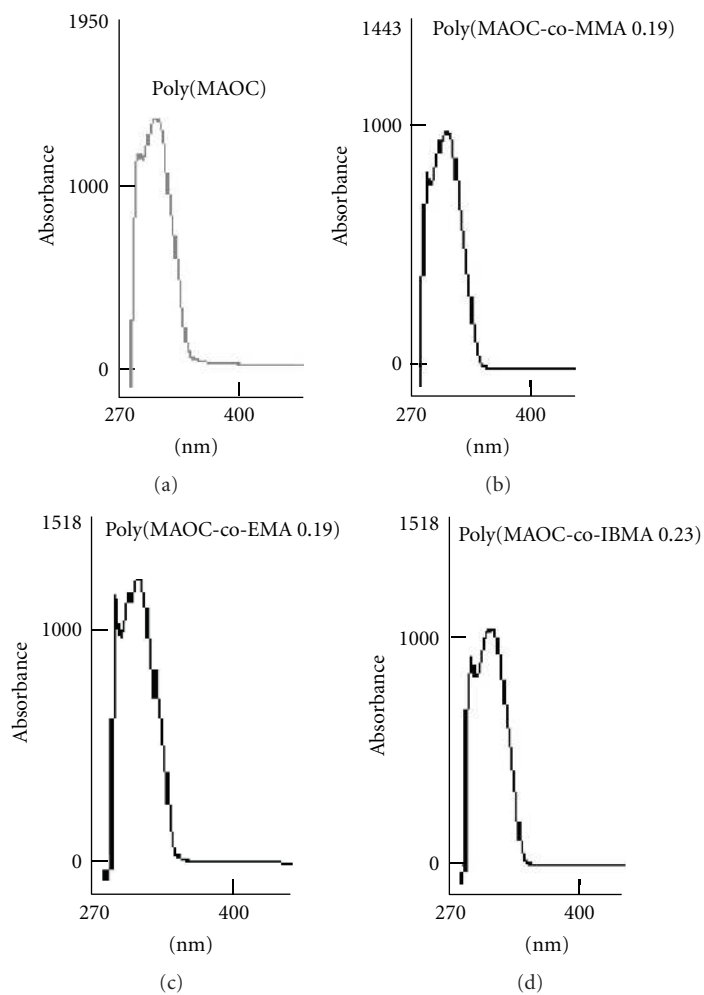 1950
Poly(MAOC)
1000
Absorbance
0
270 400
(nm)
(a)
1443
Poly(MAOC-co-MMA 0.19)
1000
Absorbance
0
270 400
(nm)
(b)
1518
Poly(MAOC-co-EMA 0.19)
1000
Absorbance
0
270 400
(nm)
(c)
1518
Poly(MAOC-co-IBMA 0.23)
1000
Absorbance
0
270 400
(nm)
(d)